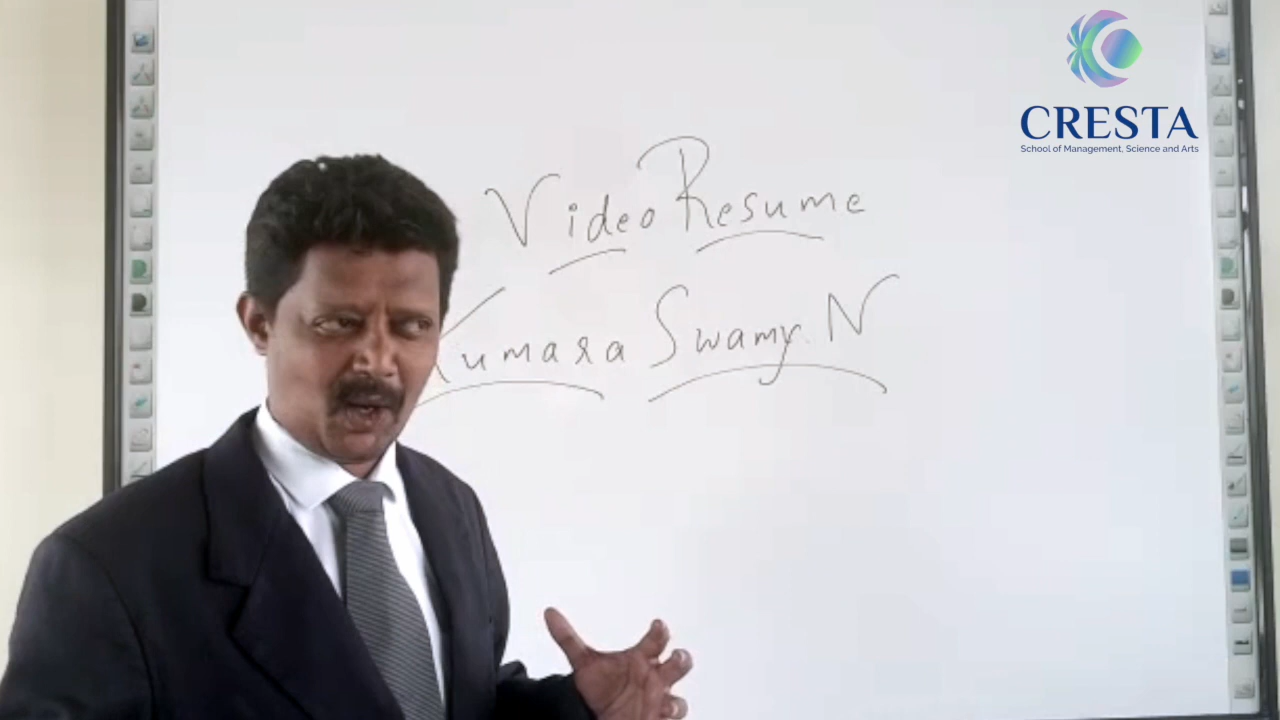 CRESTA
School of Management, Science and Arts
Video Resume
Kumara Swamy. N